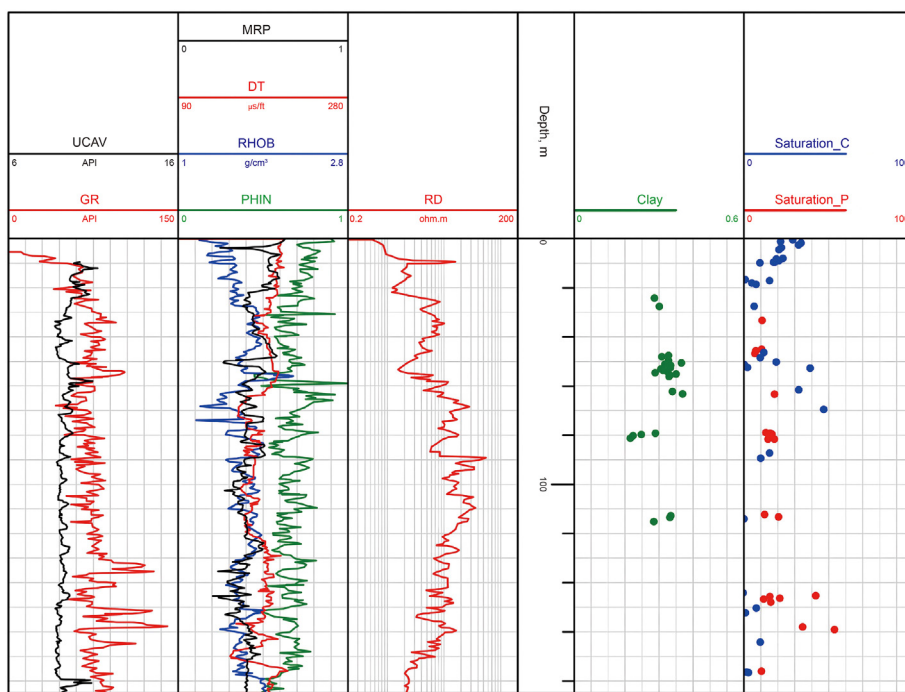 MRP
0 1
DT
90 µs/ft 280
UCAV RHOB Saturation_C
6 API 16 1 g/cm³ 2.8 0 100
GR PHIN RD Depth, m Clay Saturation_P
0 API 150 0 1 0.2 ohm.m 200 0 0.6 0 100
0
100